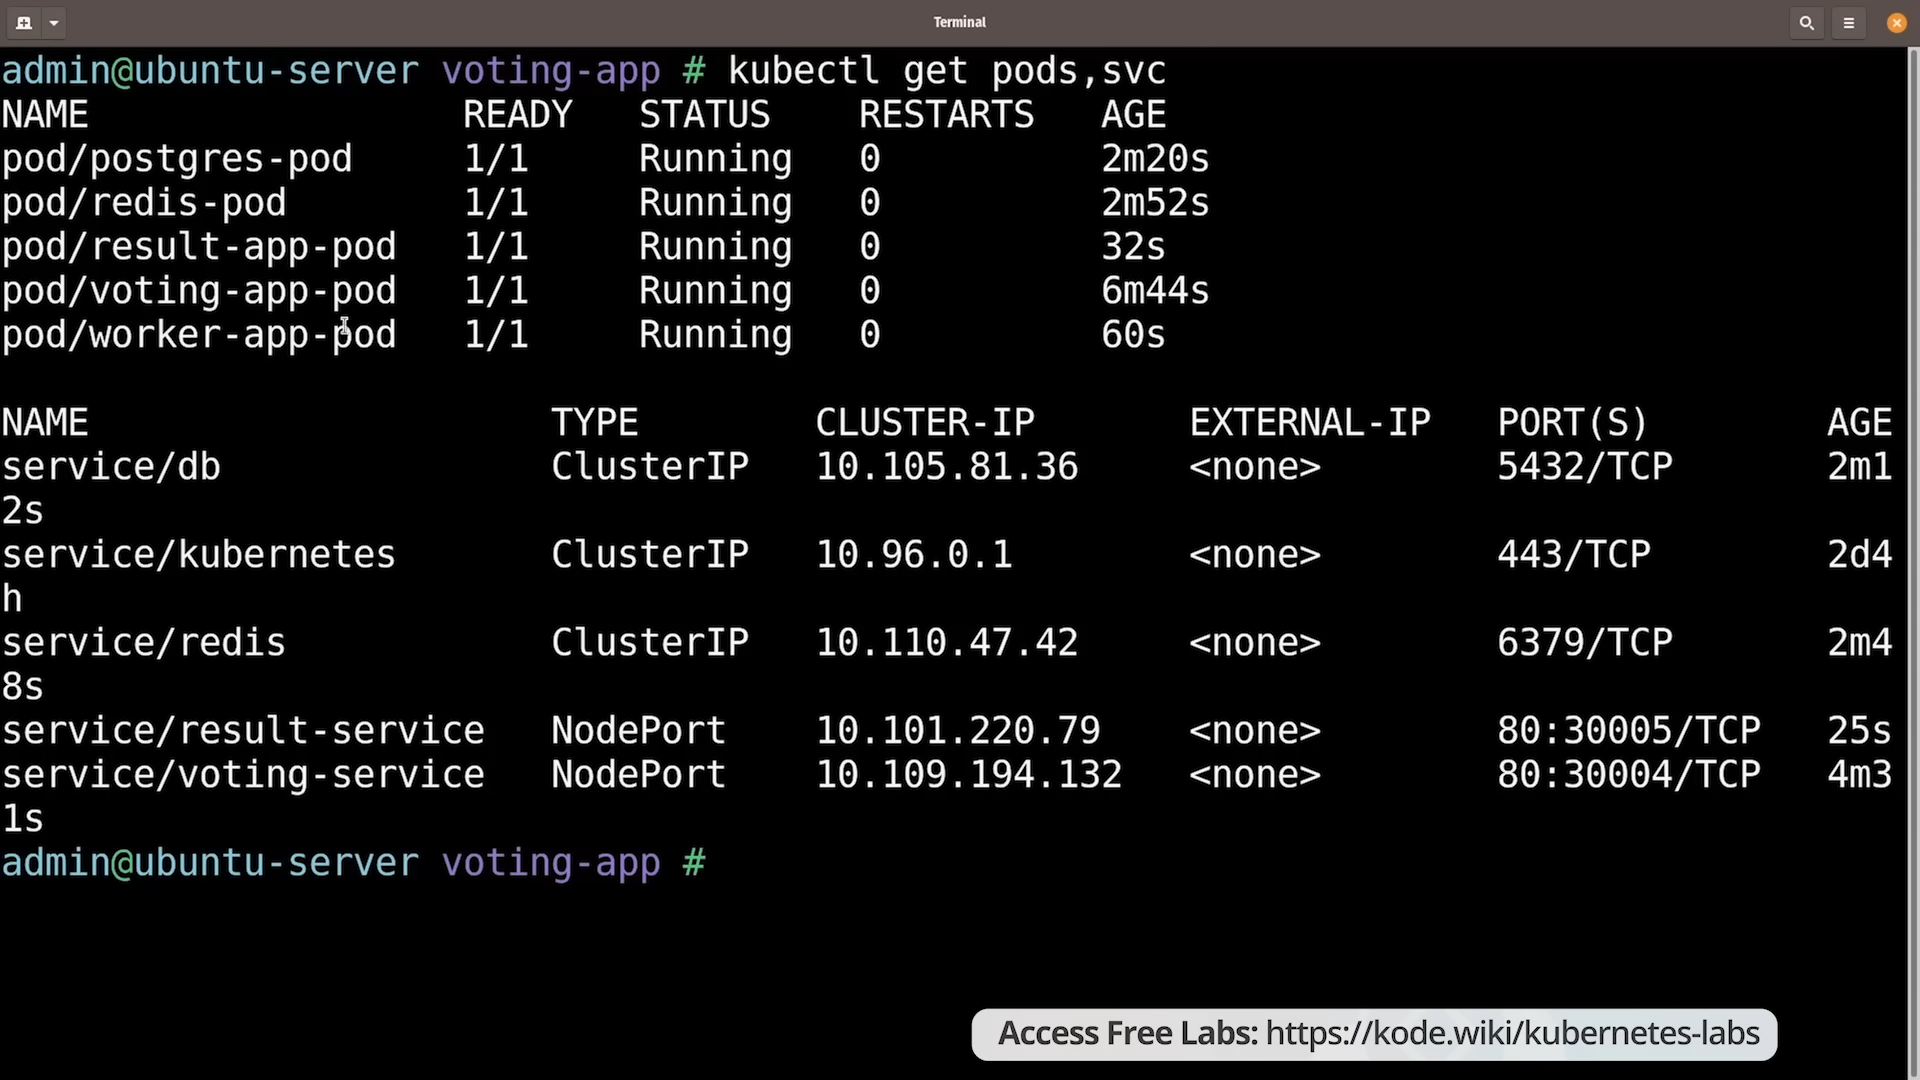 Terminal
admin@ubuntu-server voting-app # kubectl get pods,svc
NAME READY STATUS RESTARTS AGE
pod/postgres-pod 1/1 Running 0 2m20s
pod/redis-pod 1/1 Running 0 2m52s
pod/result-app-pod 1/1 Running 0 32s
pod/voting-app-pod 1/1 Running 0 6m44s
pod/worker-app-pod 1/1 Running 0 60s
NAME TYPE CLUSTER-IP EXTERNAL-IP PORT(S) AGE
service/db ClusterIP 10.105.81.36 <none> 5432/TCP 2m1
2s
service/kubernetes ClusterIP 10.96.0.1 <none> 443/TCP 2d4
h
service/redis ClusterIP 10.110.47.42 <none> 6379/TCP 2m4
8s
service/result-service NodePort 10.101.220.79 <none> 80:30005/TCP 25s
service/voting-service NodePort 10.109.194.132 <none> 80:30004/TCP 4m3
1s
admin@ubuntu-server voting-app #
Access Free Labs: https://kode.wiki/kubernetes-labs